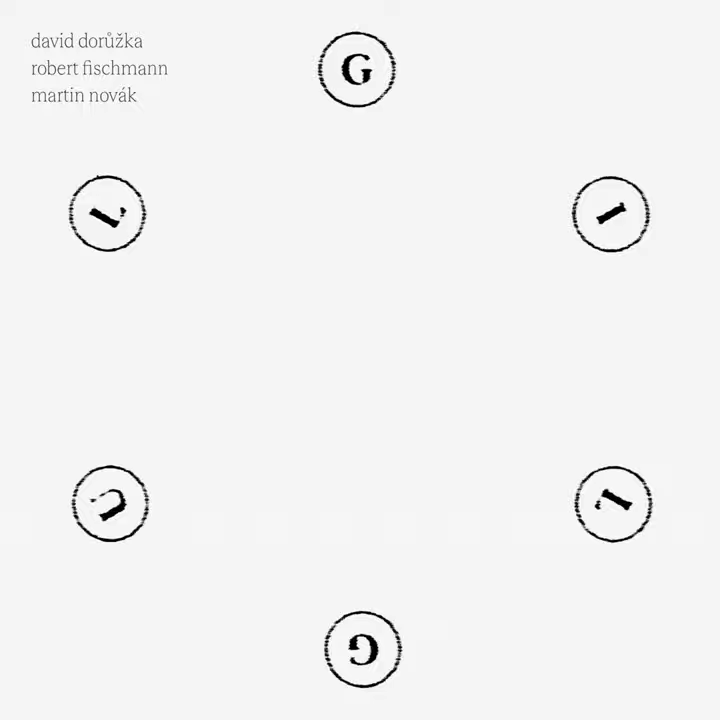 david dorůžka
robert fischmann
martin novák
G
I
L
G
U
L